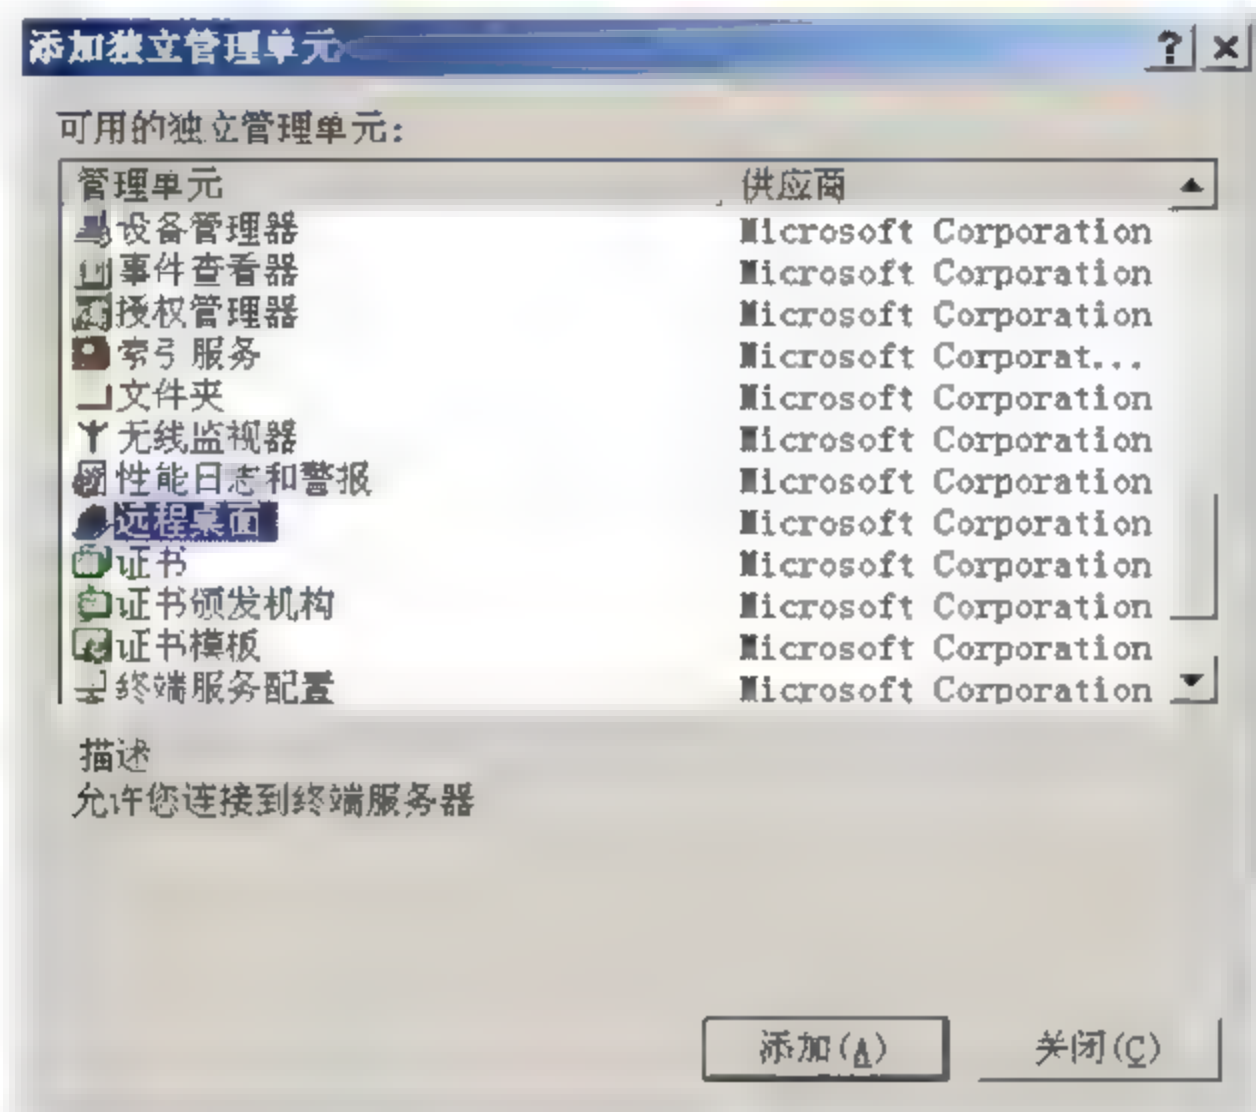 添加独立管理单元
可用的独立管理单元:
管理单元 供应商
设备管理器 Microsoft Corporation
事件查看器 Microsoft Corporation
授权管理器 Microsoft Corporation
索引服务 Microsoft Corporat...
文件夹 Microsoft Corporation
无线监视器 Microsoft Corporation
性能日志和警报 Microsoft Corporation
远程桌面 Microsoft Corporation
证书 Microsoft Corporation
证书颁发机构 Microsoft Corporation
证书模板 Microsoft Corporation
终端服务配置 Microsoft Corporation
描述
允许您连接到终端服务器
添加(A) 关闭(C)